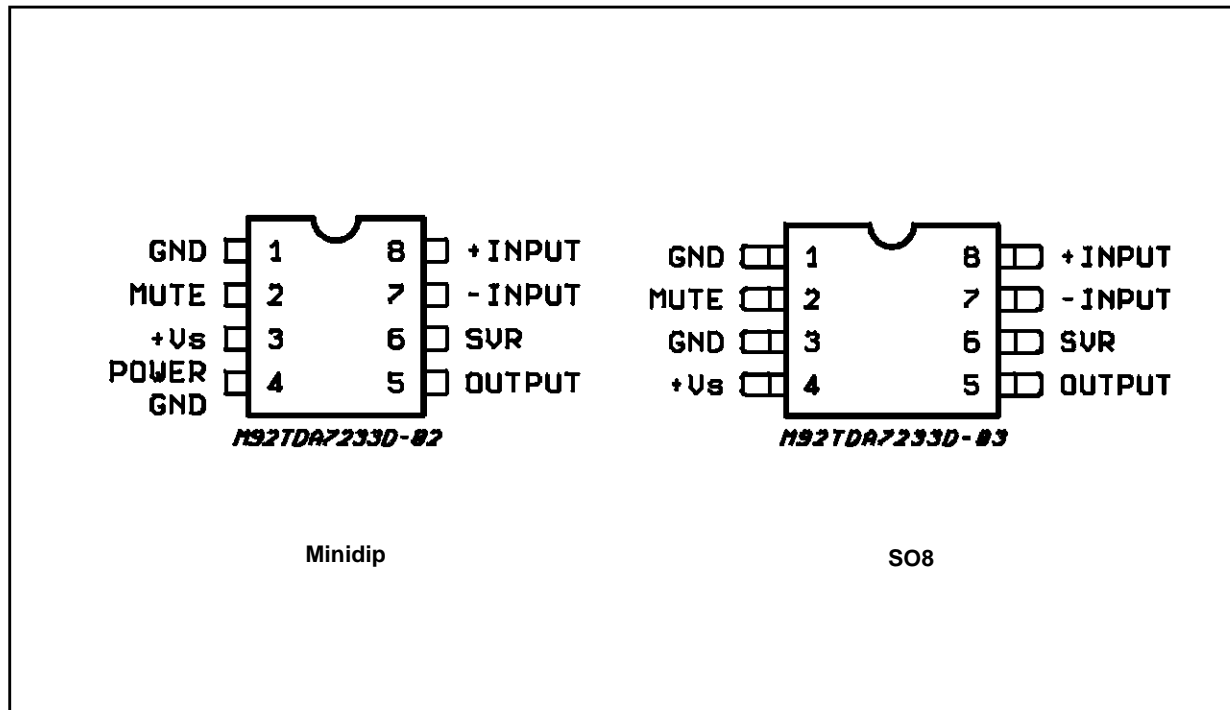 GND 1 8 +INPUT
MUTE 2 7 -INPUT
+Vs 3 6 SVR
POWER
GND 4 5 OUTPUT
M92TDA7233D-02
Minidip
GND 1 8 +INPUT
MUTE 2 7 -INPUT
GND 3 6 SVR
+Vs 4 5 OUTPUT
M92TDA7233D-03
SO8